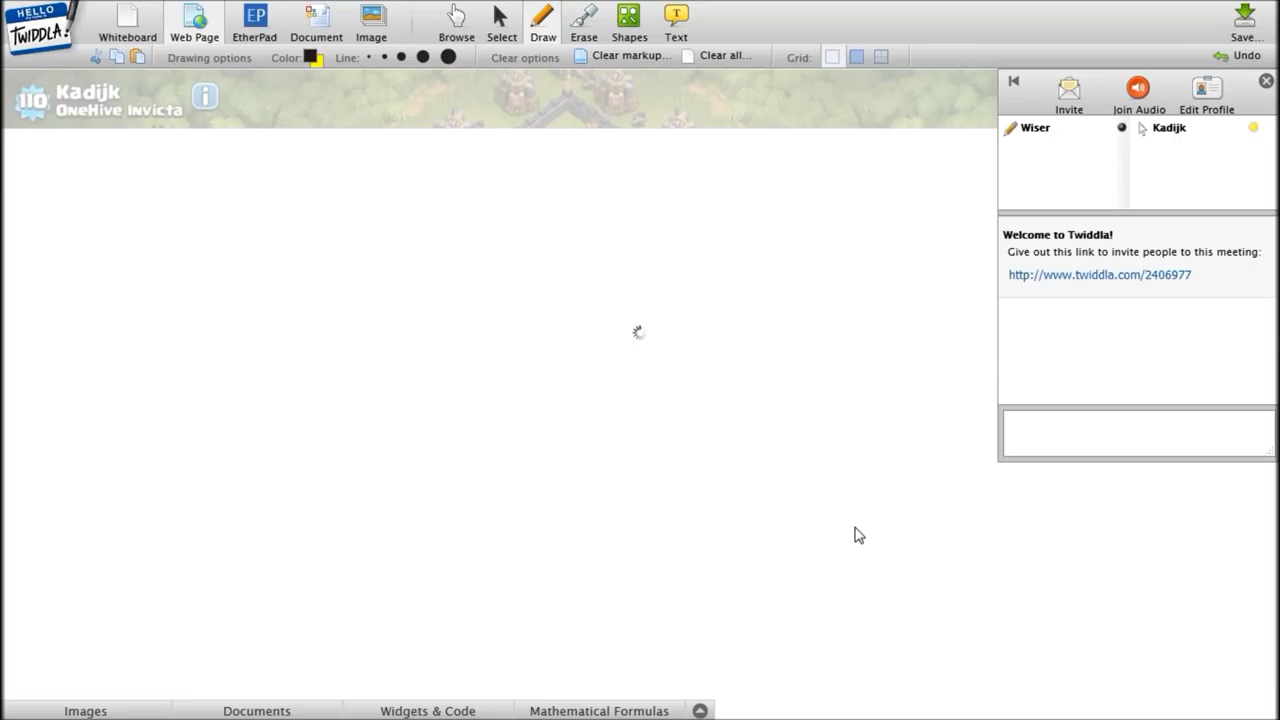 HELLO
TWIDDLA!
Whiteboard
Web Page
EP
EtherPad
Document
Image
Browse
Select
Draw
Erase
Shapes
T
Text
Save...
Drawing options
Color:
Line:
Clear options
Clear markup...
Clear all...
Grid:
Undo
110
Kadijk
OneHive Invicta
i
Invite
Join Audio
Edit Profile
Wiser
Kadijk
Welcome to Twiddla!
Give out this link to invite people to this meeting:
http://www.twiddla.com/2406977
Images
Documents
Widgets & Code
Mathematical Formulas